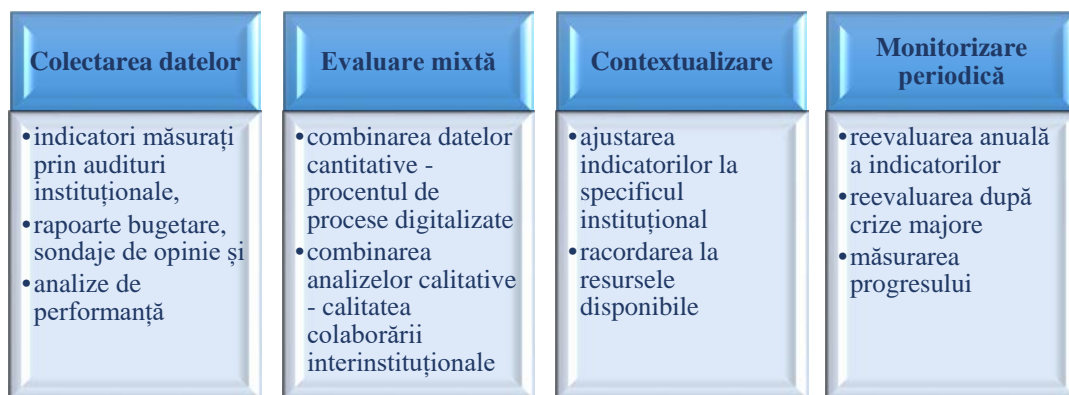 Colectarea datelor
•indicatori măsurați
prin audituri
instituționale,
•rapoarte bugetare,
sondaje de opinie și
•analize de
performanță
Evaluare mixtă
•combinarea datelor
cantitative -
procentul de
procese digitalizate
•combinarea
analizelor calitative
- calitatea
colaborării
interinstituționale
Contextualizare
•ajustarea
indicatorilor la
specificul
instituțional
•racordarea la
resursele
disponibile
Monitorizare
periodică
•reevaluarea anuală
a indicatorilor
•reevaluarea după
crize majore
•măsurarea
progresului